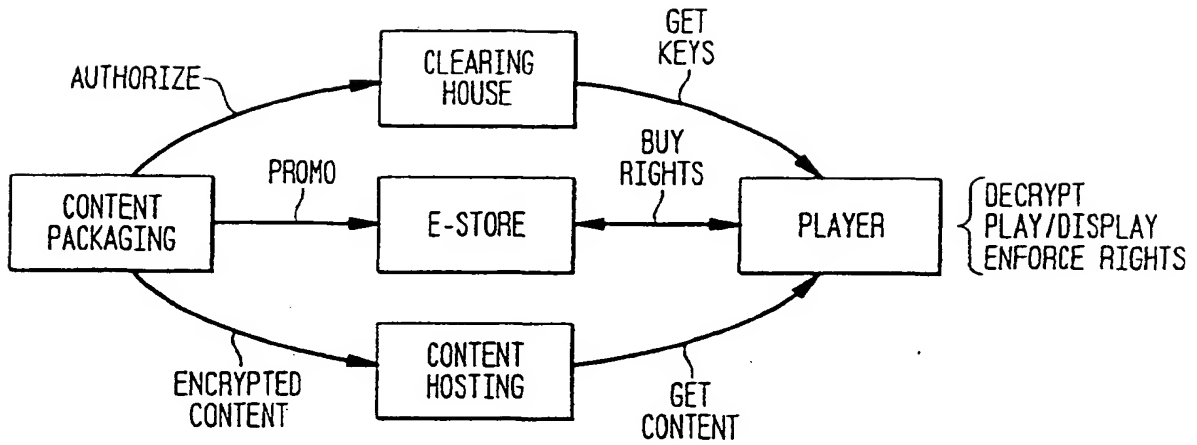 GET
KEYS
CLEARING
HOUSE
AUTHORIZE
BUY
RIGHTS
PROMO
CONTENT
PACKAGING
E-STORE
PLAYER
DECRYPT
PLAY/DISPLAY
ENFORCE RIGHTS
CONTENT
HOSTING
ENCRYPTED
CONTENT
GET
CONTENT